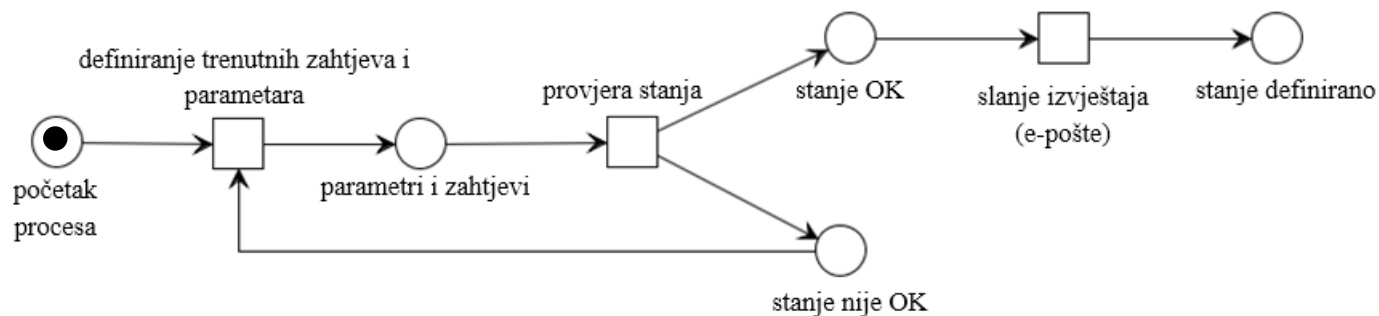 definiranje trenutnih zahtjeva i
parametara
početak
procesa
parametri i zahtjevi
provjera stanja
stanje OK
stanje nije OK
slanje izvještaja
(e-pošte)
stanje definirano